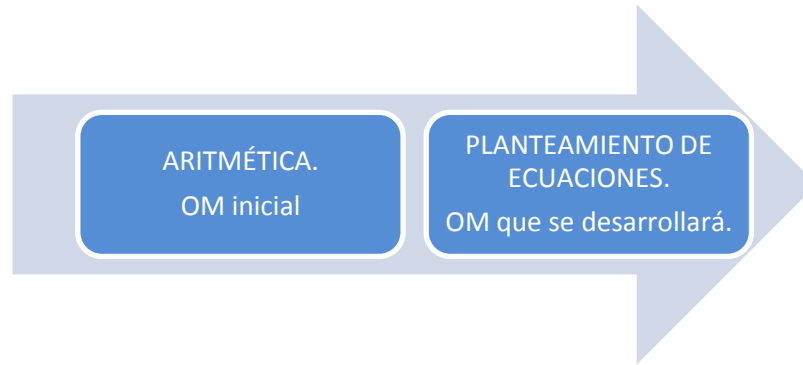 ARITMÉTICA.
OM inicial
PLANTEAMIENTO DE
ECUACIONES.
OM que se desarrollará.